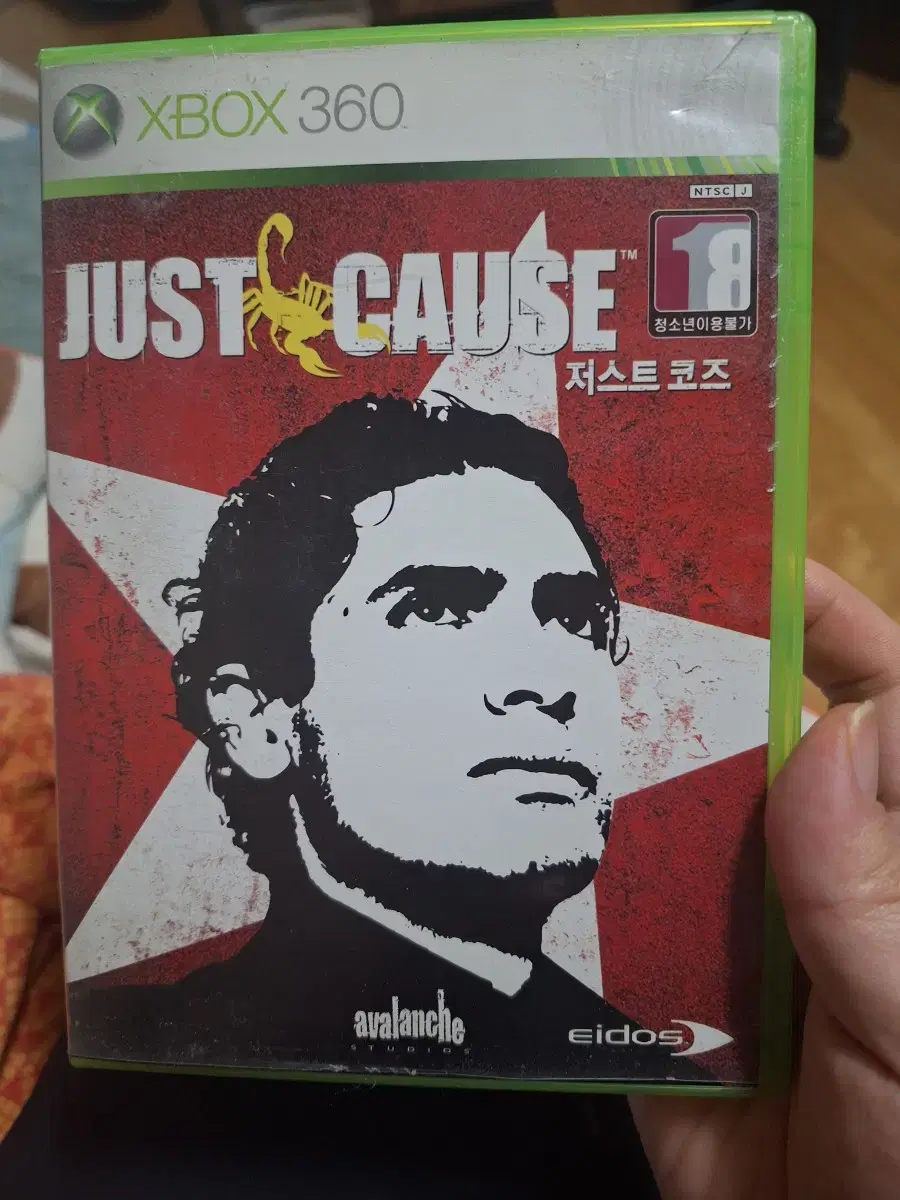 XBOX 360
NTSC J
JUST CAUSE™
18
청소년이용불가
저스트 코즈
avalanche
STUDIOS
eidos